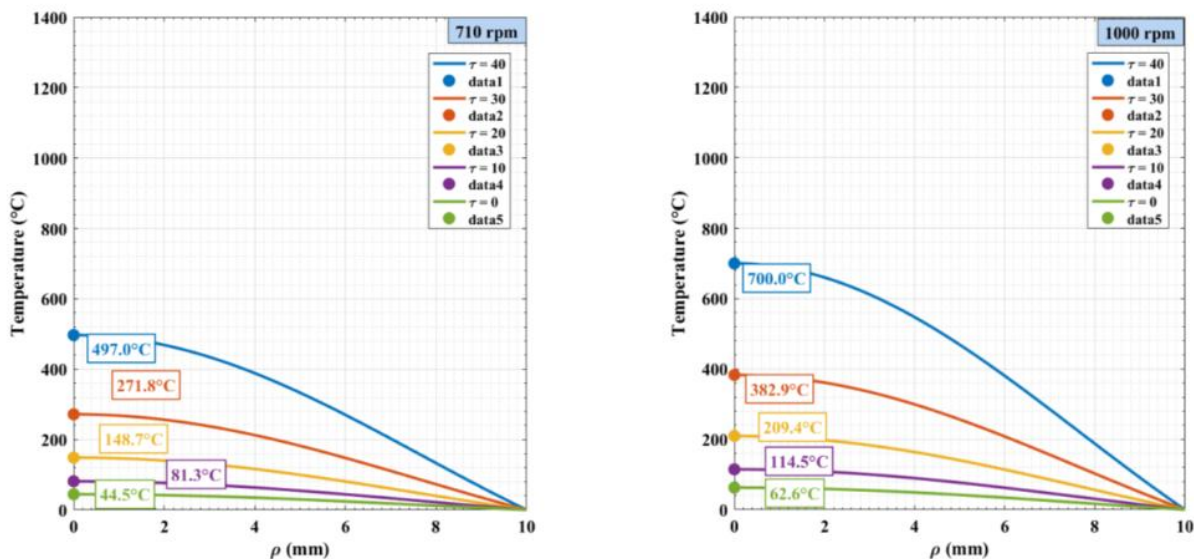 710 rpm
τ = 40
data1
τ = 30
data2
τ = 20
data3
τ = 10
data4
τ = 0
data5
1400
1200
1000
800
600
400
200
0
Temperature (°C)
497.0°C
271.8°C
148.7°C
81.3°C
44.5°C
0 2 4 6 8 10
ρ (mm)
1000 rpm
τ = 40
data1
τ = 30
data2
τ = 20
data3
τ = 10
data4
τ = 0
data5
1400
1200
1000
800
600
400
200
0
Temperature (°C)
700.0°C
382.9°C
209.4°C
114.5°C
62.6°C
0 2 4 6 8 10
ρ (mm)